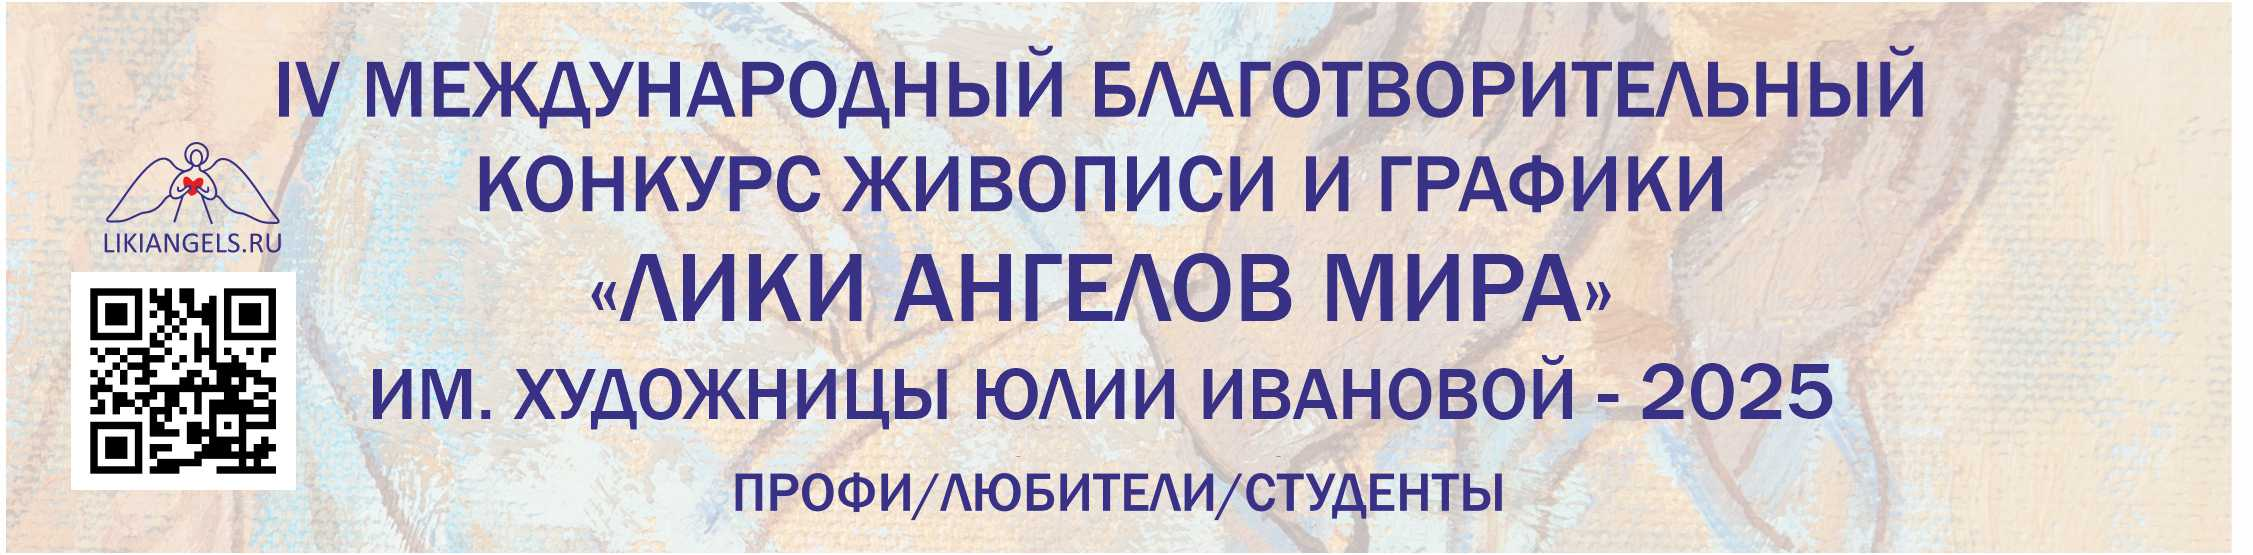 IV МЕЖДУНАРОДНЫЙ БЛАГОТВОРИТЕЛЬНЫЙ
КОНКУРС ЖИВОПИСИ И ГРАФИКИ
«ЛИКИ АНГЕЛОВ МИРА»
ИМ. ХУДОЖНИЦЫ ЮЛИИ ИВАНОВОЙ - 2025
ПРОФИ/ЛЮБИТЕЛИ/СТУДЕНТЫ
LIKIANGELS.RU